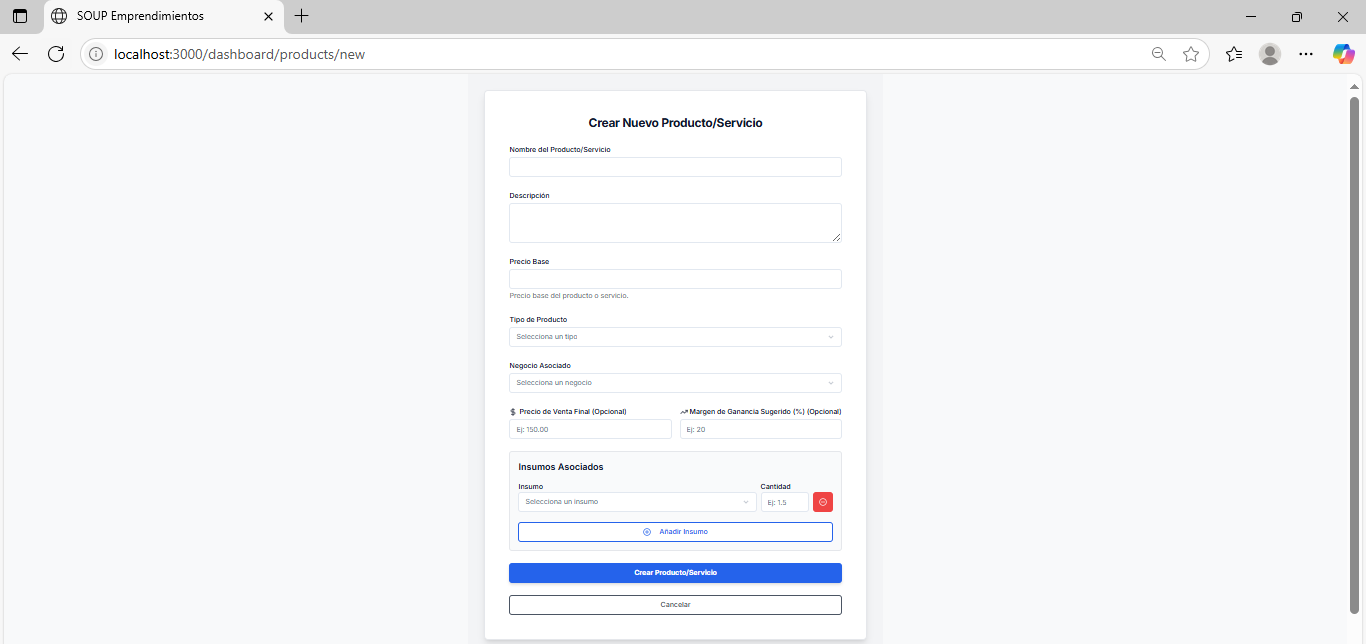 SOUP Emprendimientos
localhost:3000/dashboard/products/new
Crear Nuevo Producto/Servicio
Nombre del Producto/Servicio
Descripción
Precio Base
Precio base del producto o servicio.
Tipo de Producto
Selecciona un tipo
Negocio Asociado
Selecciona un negocio
$ Precio de Venta Final (Opcional)
Margen de Ganancia Sugerido (%) (Opcional)
Ej: 150.00
Ej: 20
Insumos Asociados
Insumo
Cantidad
Selecciona un insumo
Ej: 1.5
Añadir Insumo
Crear Producto/Servicio
Cancelar